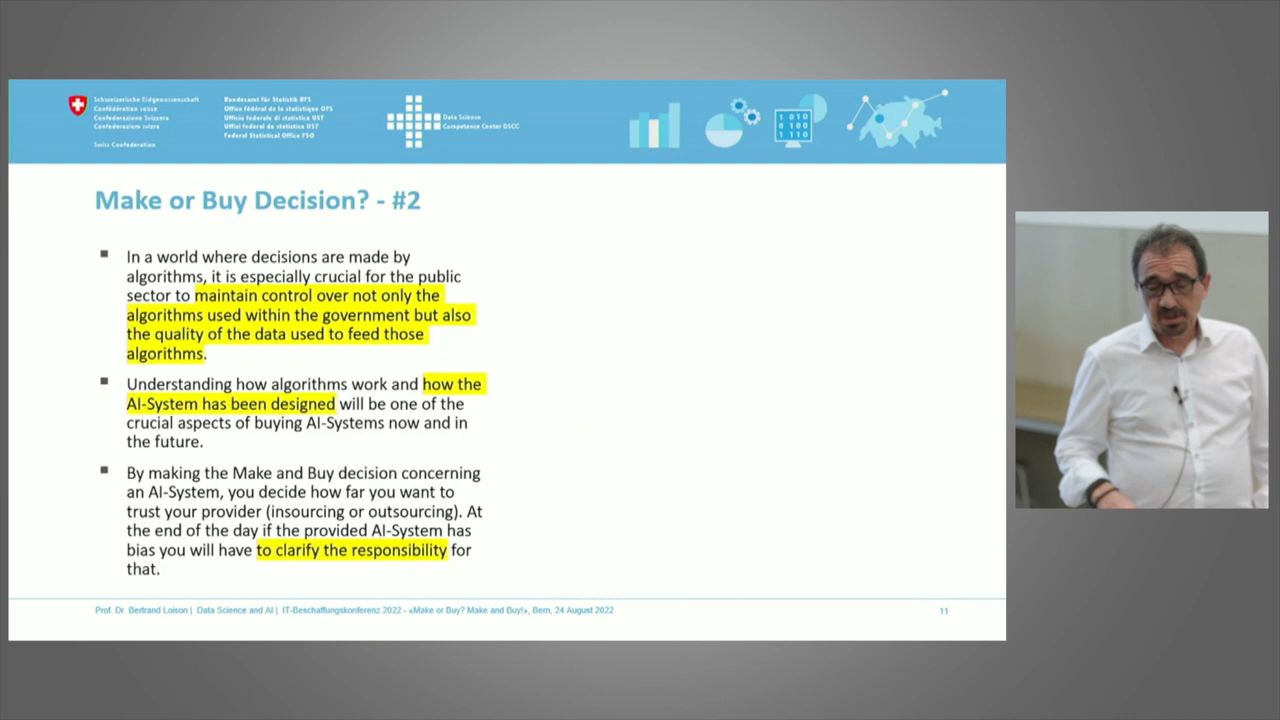 Schweizerische Eidgenossenschaft
Confédération suisse
Confederazione Svizzera
Confederaziun svizra
Swiss Confederation
Bundesamt für Statistik BFS
Office fédéral de la statistique OFS
Ufficio federale di statistica UST
Uffizi federal da statistica UST
Federal Statistical Office FSO
Data Science
Competence Center DSCC
1 010
0 100
1 110
Make or Buy Decision? - #2
In a world where decisions are made by
algorithms, it is especially crucial for the public
sector to maintain control over not only the
algorithms used within the government but also
the quality of the data used to feed those
algorithms.
Understanding how algorithms work and how the
AI-System has been designed will be one of the
crucial aspects of buying AI-Systems now and in
the future.
By making the Make and Buy decision concerning
an AI-System, you decide how far you want to
trust your provider (insourcing or outsourcing). At
the end of the day if the provided AI-System has
bias you will have to clarify the responsibility for
that.
Prof. Dr. Bertrand Loison | Data Science and AI | IT-Beschaffungskonferenz 2022 - «Make or Buy? Make and Buy!», Bern, 24 August 2022
11